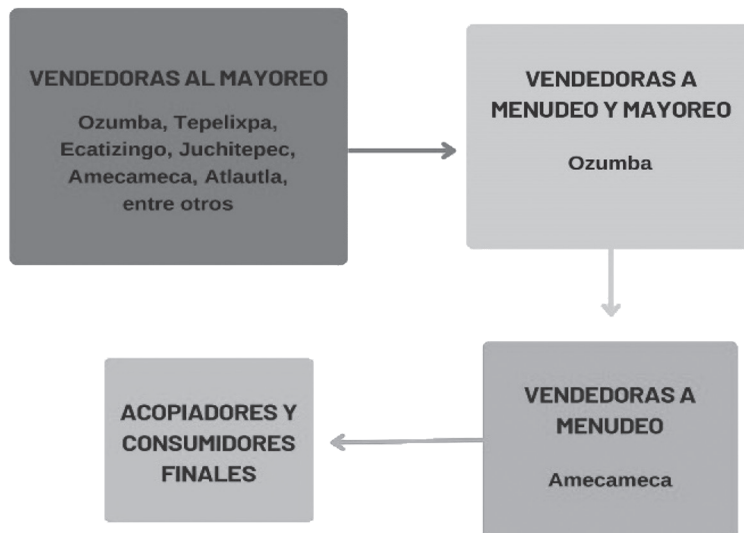 VENDEDORAS AL MAYOREO
Ozumba, Tepelixpa,
Ecatizingo, Juchitepec,
Amecameca, Atlautla,
entre otros
VENDEDORAS A
MENUDEO Y MAYOREO
Ozumba
VENDEDORAS A
MENUDEO
Amecameca
ACOPIADORES Y
CONSUMIDORES
FINALES